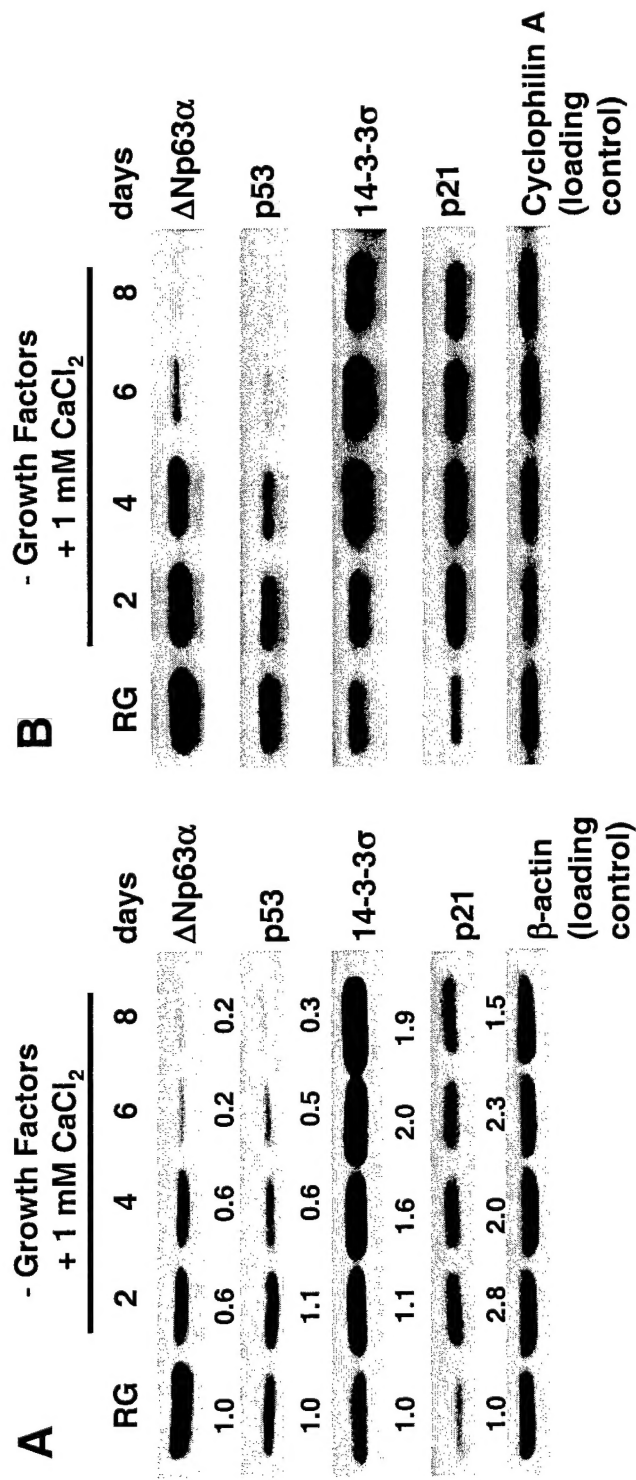 A
- Growth Factors
+ 1 mM CaCl₂
RG 2 4 6 8 days
ΔNp63α
1.0 0.6 0.6 0.2 0.2
p53
1.0 1.1 0.6 0.5 0.3
14-3-3σ
1.0 1.1 1.6 2.0 1.9
p21
1.0 2.8 2.0 2.3 1.5
β-actin
(loading
control)
B
- Growth Factors
+ 1 mM CaCl₂
RG 2 4 6 8 days
ΔNp63α
p53
14-3-3σ
p21
Cyclophilin A
(loading
control)